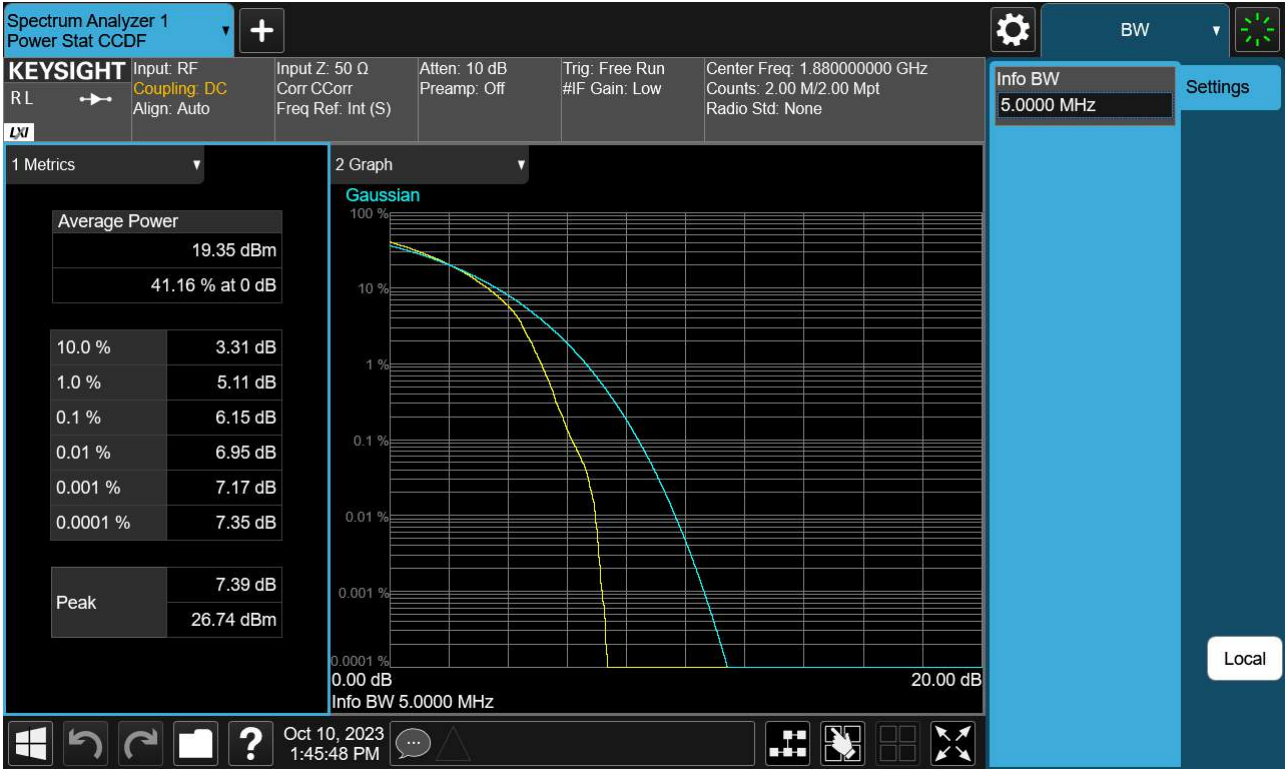 Spectrum Analyzer 1
Power Stat CCDF
BW
KEYSIGHT
RL
LXI
Input: RF
Coupling: DC
Align: Auto
Input Z: 50 Ω
Corr CCorr
Freq Ref: Int (S)
Atten: 10 dB
Preamp: Off
Trig: Free Run
#IF Gain: Low
Center Freq: 1.880000000 GHz
Counts: 2.00 M/2.00 Mpt
Radio Std: None
Info BW
5.0000 MHz
Settings
1 Metrics
Average Power
19.35 dBm
41.16 % at 0 dB
10.0 % 3.31 dB
1.0 % 5.11 dB
0.1 % 6.15 dB
0.01 % 6.95 dB
0.001 % 7.17 dB
0.0001 % 7.35 dB
Peak
7.39 dB
26.74 dBm
2 Graph
Gaussian
100 %
10 %
1 %
0.1 %
0.01 %
0.001 %
0.0001 %
0.00 dB 20.00 dB
Info BW 5.0000 MHz
Local
?
Oct 10, 2023
1:45:48 PM